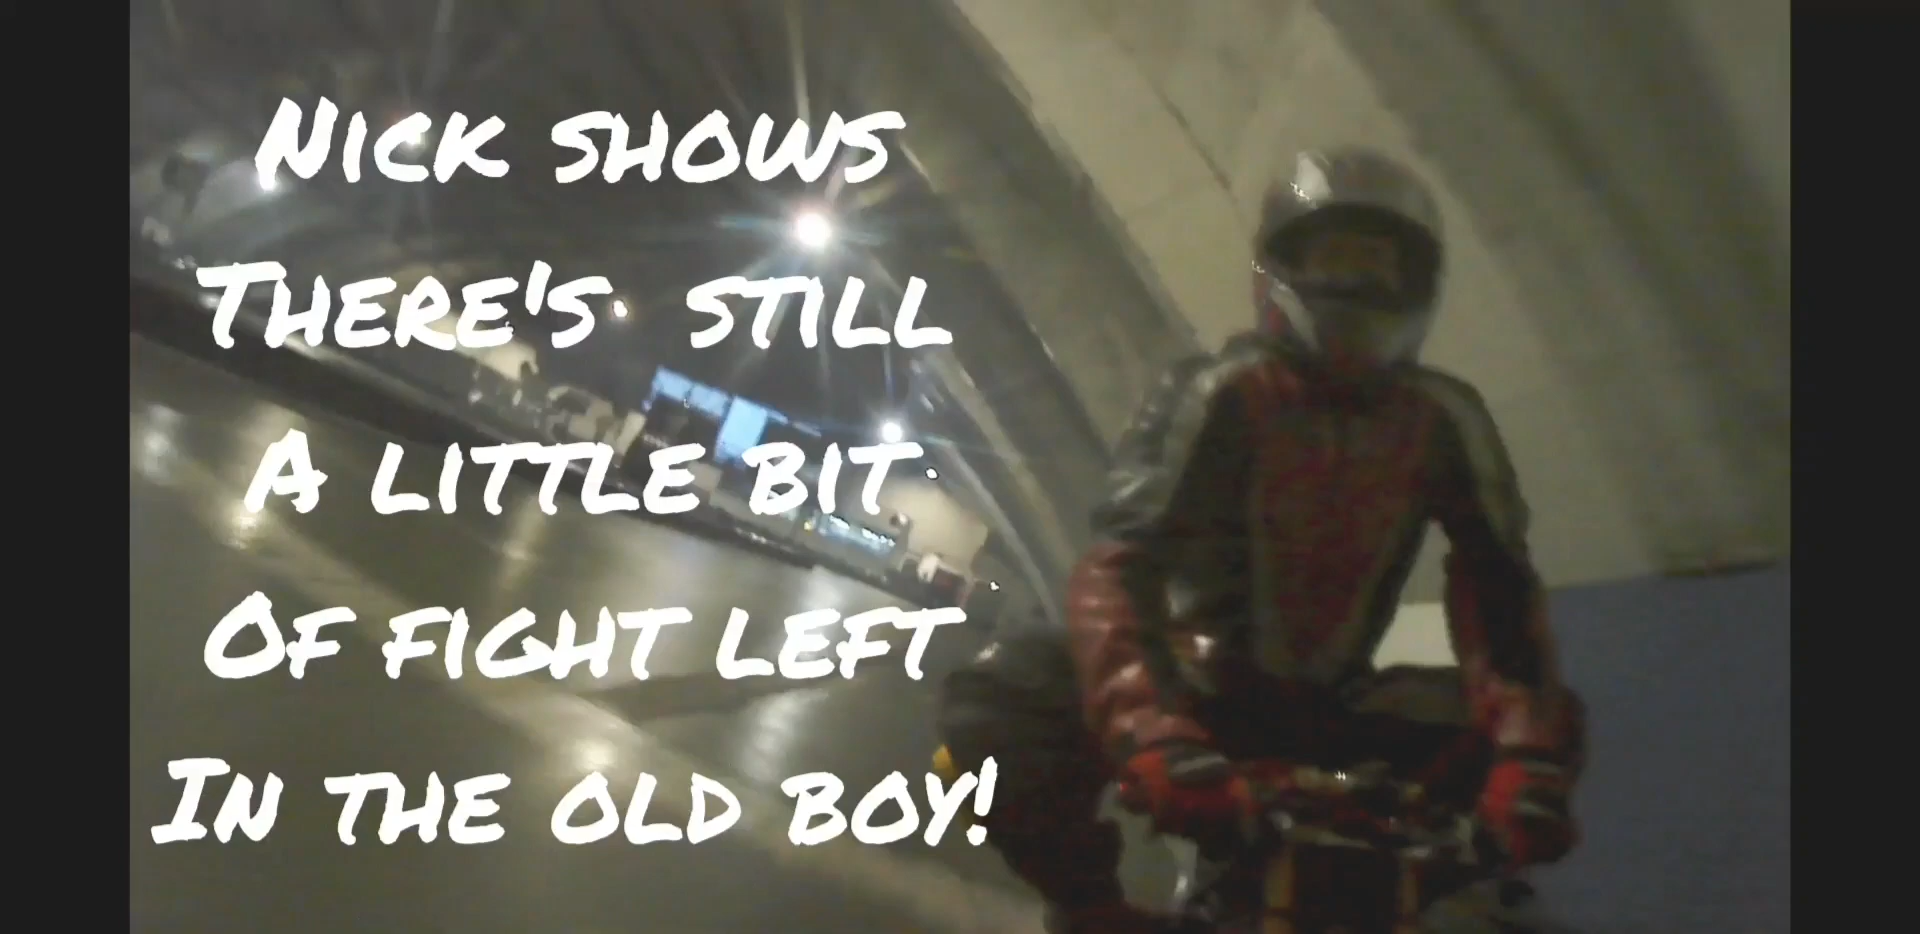 Nick shows
There's still
A little bit
Of fight left
In the old boy!